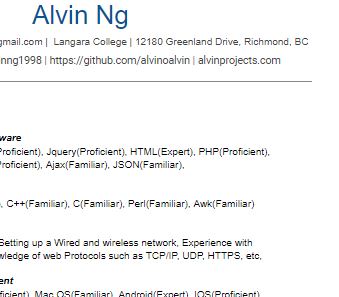 Alvin Ng
gmail.com | Langara College | 12180 Greenland Drive, Richmond, BC
nng1998 | https://github.com/alvinoalvin | alvinprojects.com
ware
roficient), Jquery(Proficient), HTML(Expert), PHP(Proficient),
roficient), Ajax(Familiar), JSON(Familiar),
, C++(Familiar), C(Familiar), Perl(Familiar), Awk(Familiar)
Setting up a Wired and wireless network, Experience with
wledge of web Protocols such as TCP/IP, UDP, HTTPS, etc,
ent
roficient), Mac OS(Familiar), Android(Expert), IOS(Proficient)